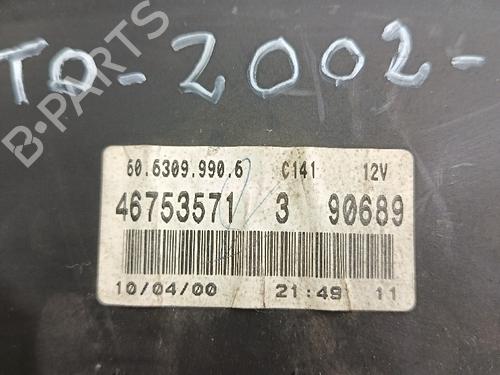 TO-2002-
B-PARTS
60.6309.990.6 C141 12V
46753571 3 90689
10/04/00 21:49 11